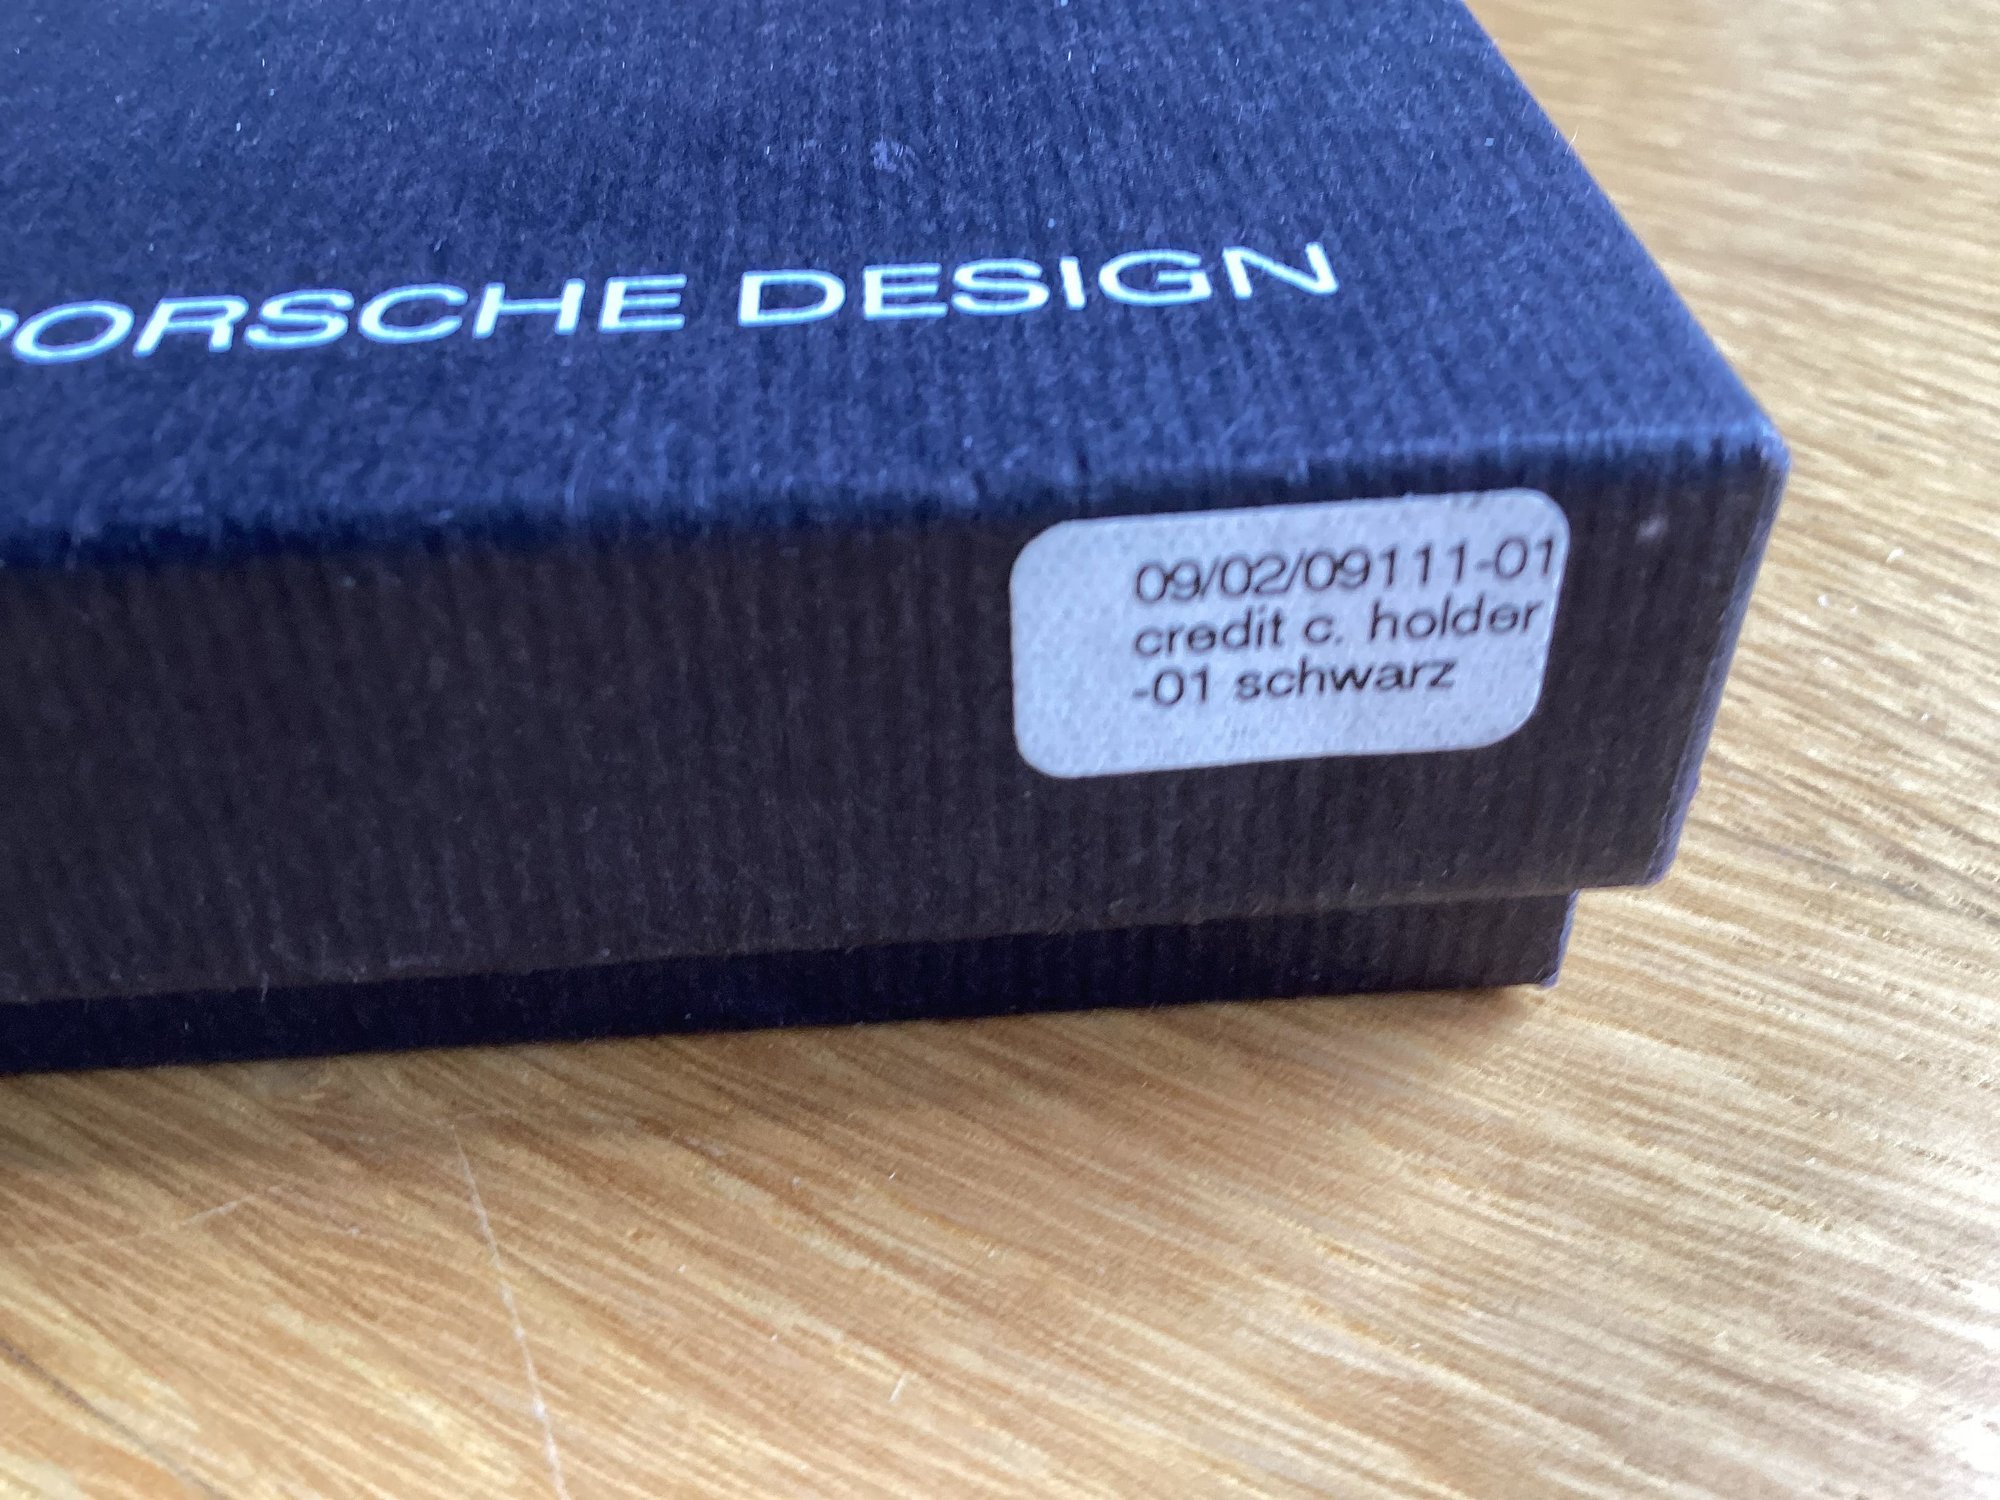 PORSCHE DESIGN
09/02/09111-01
credit c. holder
-01 schwarz